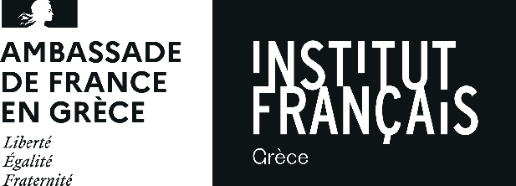 AMBASSADE
DE FRANCE
EN GRÈCE
Liberté
Égalité
Fraternité
INSTITUT
FRANÇAiS
Grèce